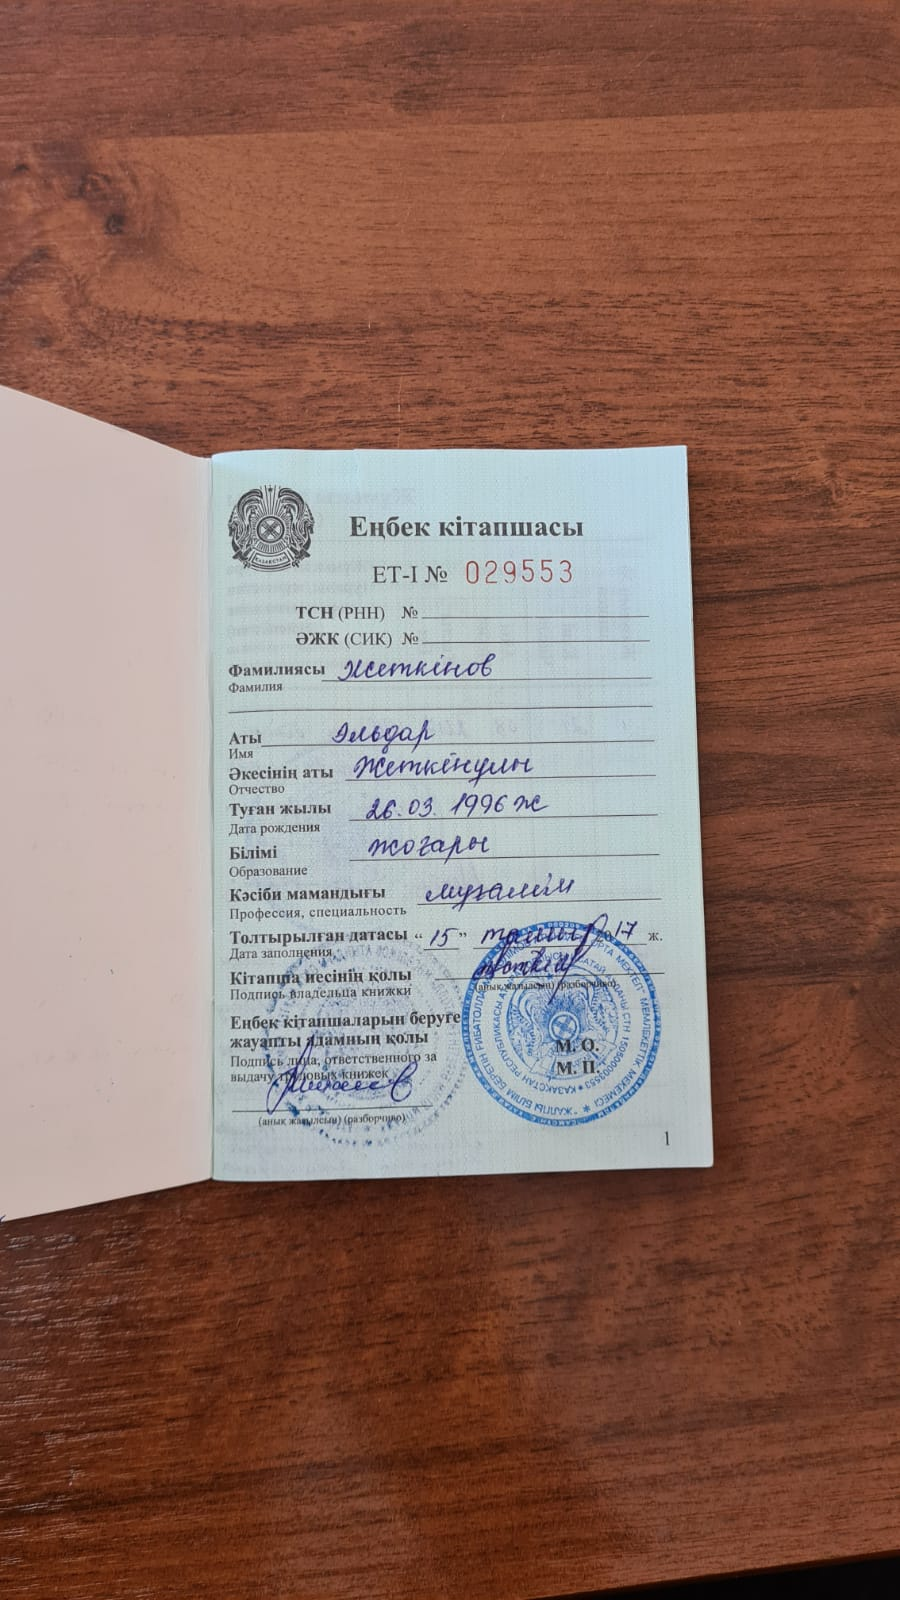 ҚАЗАҚСТАН
Еңбек кітапшасы
ЕТ-І № 029553
ТСН (РНН) №
ӘЖК (СИК) №
Фамилиясы Жеткінов
Фамилия
Аты Эльдар
Имя
Әкесінің аты Жеткінұлы
Отчество
Туған жылы 26.03.1996 ж
Дата рождения
Білімі жоғары
Образование
Кәсіби мамандығы мұғалім
Профессия, специальность
Толтырылған датасы "15" 2017 ж.
Дата заполнения
Кітапша иесінің қолы
Подпись владельца книжки
(анық жазылсын) (разборчиво)
Еңбек кітапшаларын беруге
жауапты адамның қолы
Подпись лица, ответственного за
выдачу трудовых книжек
(анық жазылсын) (разборчиво)
М. О.
М. П.
1